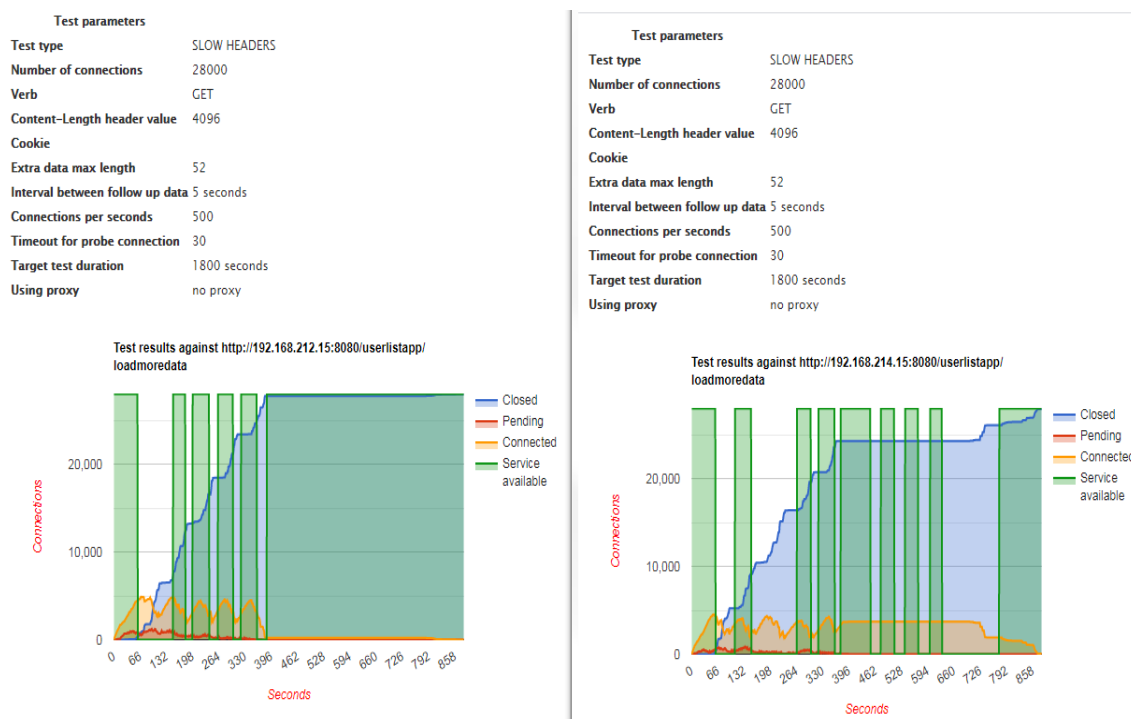 Test parameters
Test type SLOW HEADERS
Number of connections 28000
Verb GET
Content-Length header value 4096
Cookie
Extra data max length 52
Interval between follow up data 5 seconds
Connections per seconds 500
Timeout for probe connection 30
Target test duration 1800 seconds
Using proxy no proxy
Test results against http://192.168.212.15:8080/userlistapp/
loadmoredata
Closed
Pending
Connected
Service
available
20,000
10,000
0
Connections
0 66 132 198 264 330 396 462 528 594 660 726 792 858
Seconds
Test parameters
Test type SLOW HEADERS
Number of connections 28000
Verb GET
Content-Length header value 4096
Cookie
Extra data max length 52
Interval between follow up data 5 seconds
Connections per seconds 500
Timeout for probe connection 30
Target test duration 1800 seconds
Using proxy no proxy
Test results against http://192.168.214.15:8080/userlistapp/
loadmoredata
Closed
Pending
Connected
Service
available
20,000
10,000
0
Connections
0 66 132 198 264 330 396 462 528 594 660 726 792 858
Seconds